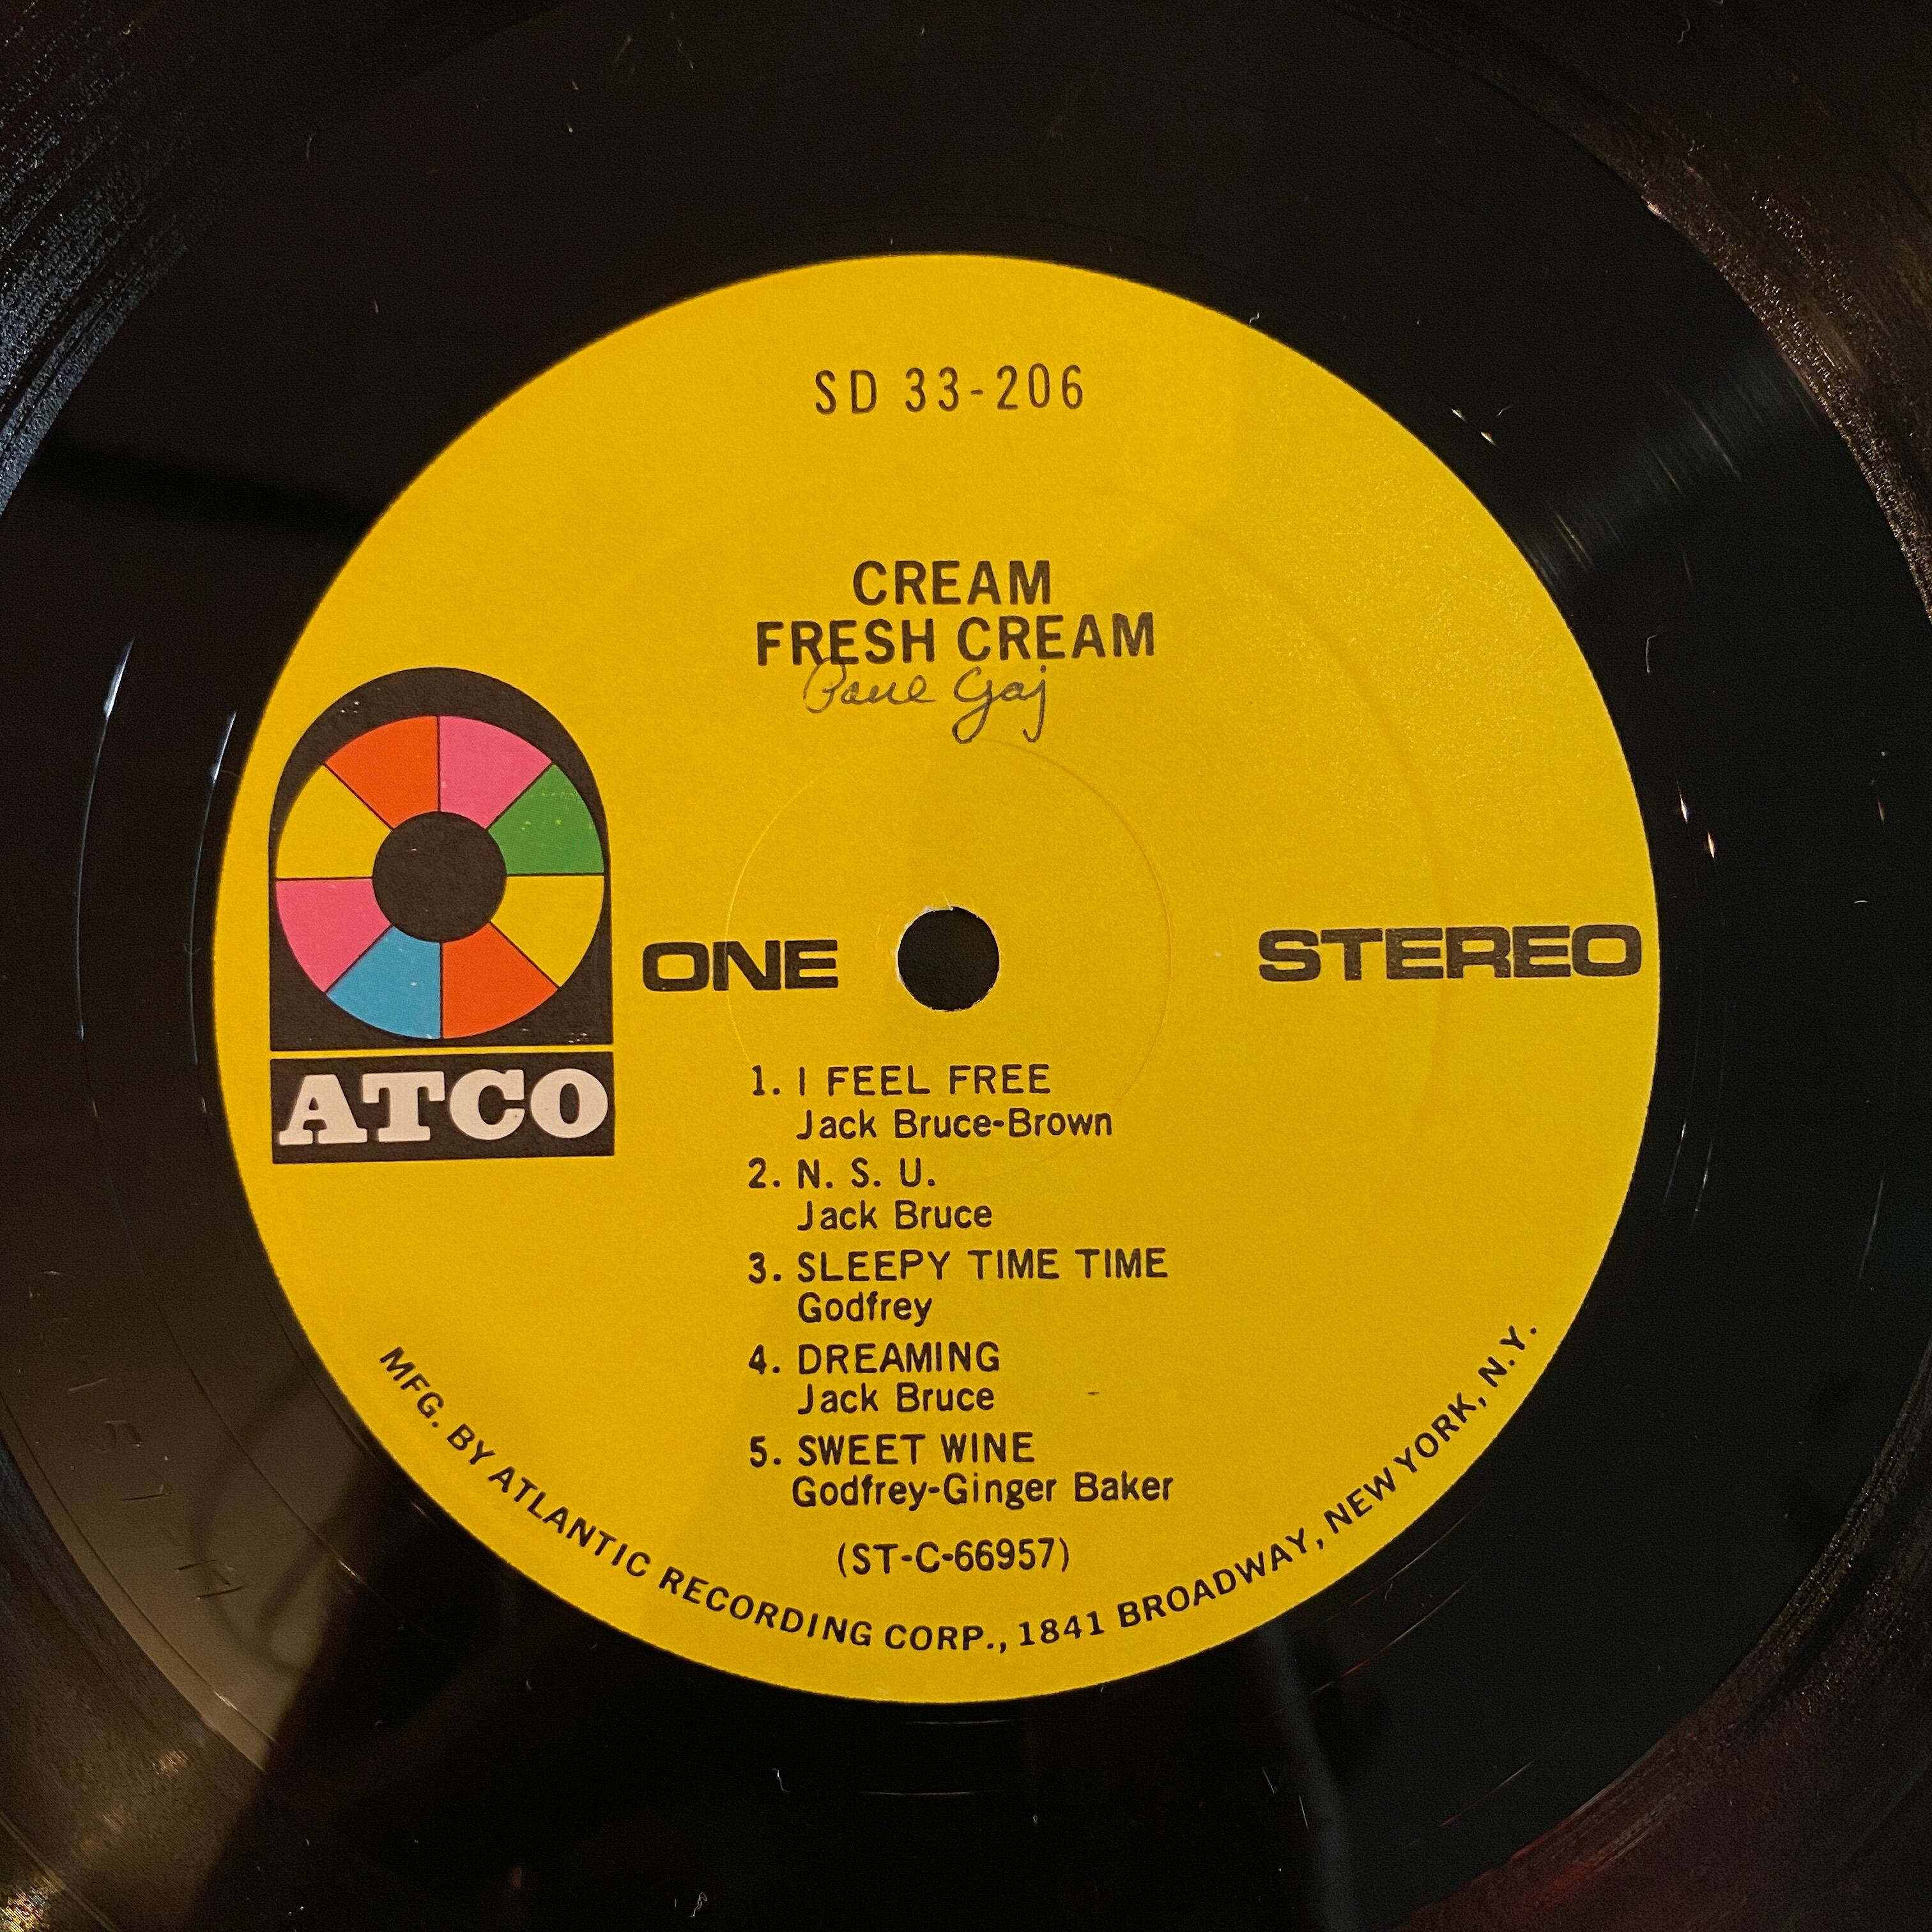 SD 33-206
CREAM
FRESH CREAM
ATCO
ONE
STEREO
1. I FEEL FREE
Jack Bruce-Brown
2. N. S. U.
Jack Bruce
3. SLEEPY TIME TIME
Godfrey
4. DREAMING
Jack Bruce
5. SWEET WINE
Godfrey-Ginger Baker
(ST-C-66957)
MFG. BY ATLANTIC RECORDING CORP., 1841 BROADWAY, NEW YORK, N.Y.